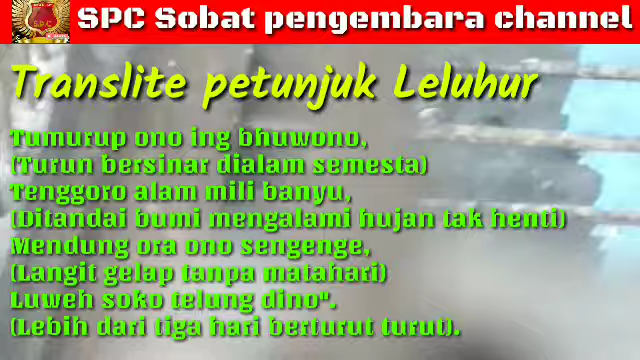 SPC Sobat pengembara channel
S.P.C
Translite petunjuk Leluhur
Tumurup ono ing bhuwono,
(Turun bersinar dialam semesta)
Tenggoro alam mili banyu,
(Ditandai bumi mengalami hujan tak henti)
Mendung ora ono sengenge,
(Langit gelap tanpa matahari)
Luweh soko telung dino".
(Lebih dari tiga hari berturut turut).